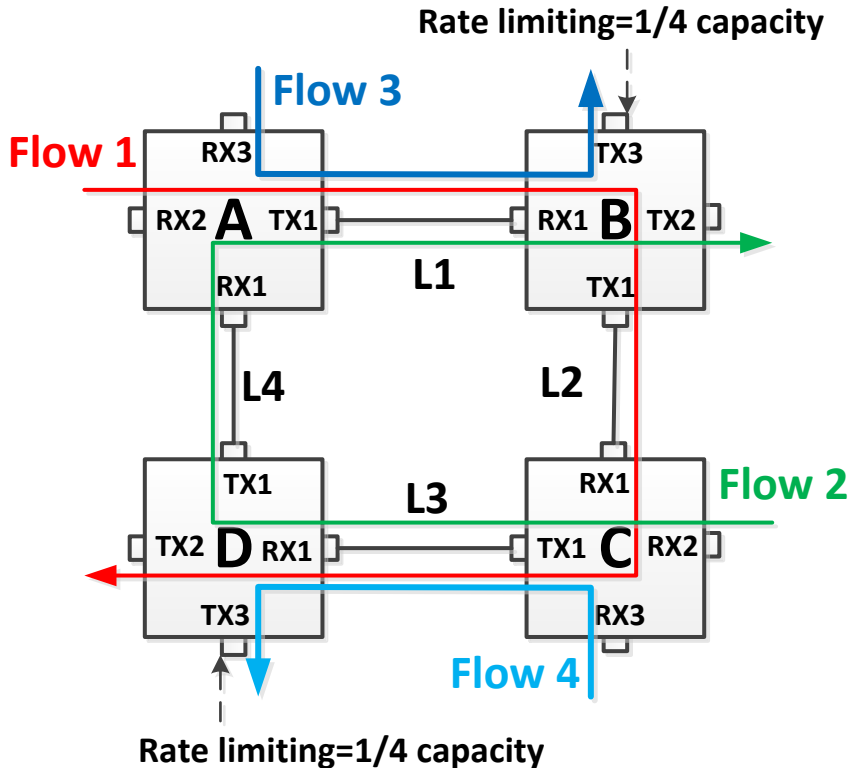 Rate limiting=1/4 capacity
Flow 3
Flow 1
RX3
TX3
RX2 A TX1
RX1 B TX2
L1
RX1
TX1
L4
L2
TX1
L3
RX1
Flow 2
TX2 D RX1
TX1 C RX2
TX3
RX3
Flow 4
Rate limiting=1/4 capacity